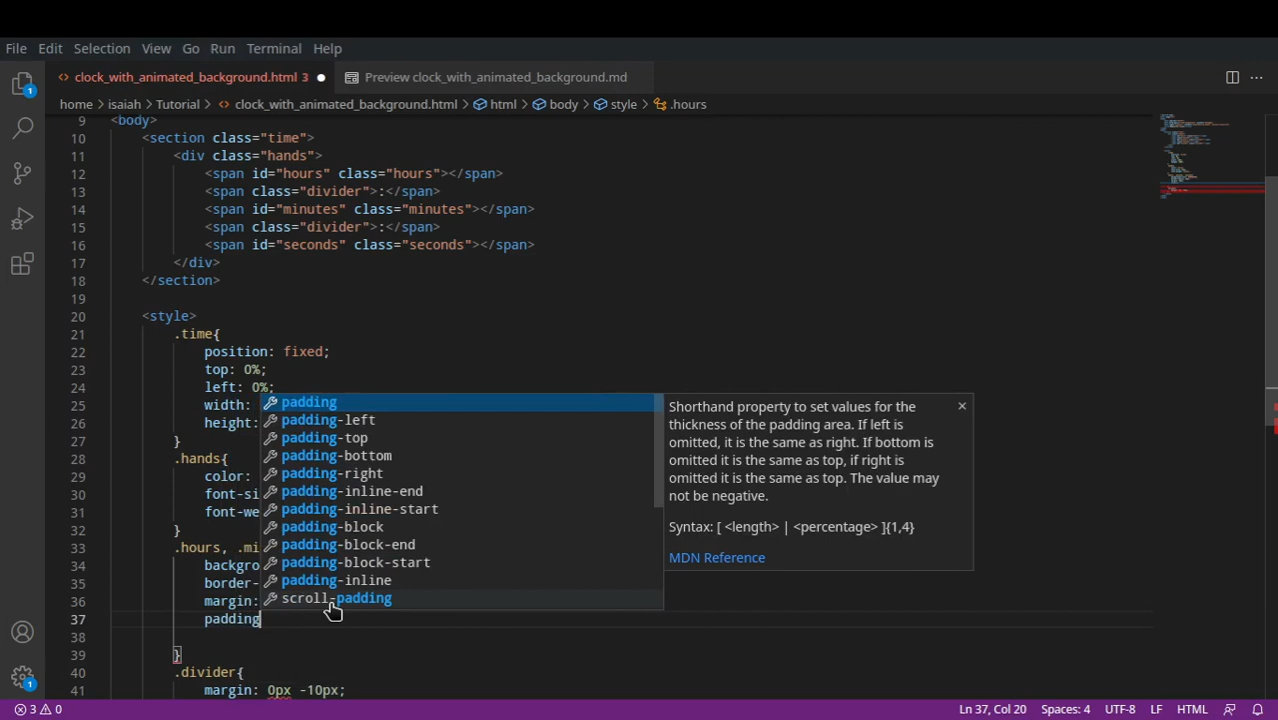 File Edit Selection View Go Run Terminal Help
clock_with_animated_background.html 3 Preview clock_with_animated_background.md
home isaiah Tutorial clock_with_animated_background.html html body style .hours
9 <body>
10 <section class="time">
11 <div class="hands">
12 <span id="hours" class="hours"></span>
13 <span class="divider">:</span>
14 <span id="minutes" class="minutes"></span>
15 <span class="divider">:</span>
16 <span id="seconds" class="seconds"></span>
17 </div>
18 </section>
19
20 <style>
21 .time{
22 position: fixed;
23 top: 0%;
24 left: 0%;
25 width:
26 height:
27 }
28 .hands{
29 color:
30 font-si
31 font-we
32 }
33 .hours, .mi
34 backgro
35 border-
36 margin:
37 padding
38
39 }
40 .divider{
41 margin: 0px -10px;
padding
padding-left
padding-top
padding-bottom
padding-right
padding-inline-end
padding-inline-start
padding-block
padding-block-end
padding-block-start
padding-inline
scroll-padding
Shorthand property to set values for the
thickness of the padding area. If left is
omitted, it is the same as right. If bottom is
omitted it is the same as top, if right is
omitted it is the same as top. The value may
not be negative.
Syntax: [ <length> | <percentage> ]{1,4}
MDN Reference
1
1
3 0 Ln 37, Col 20 Spaces: 4 UTF-8 LF HTML